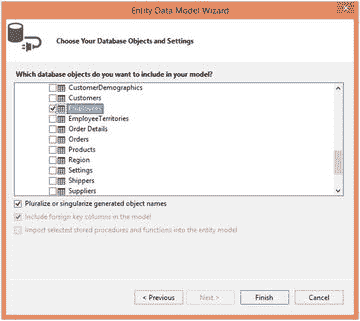 Entity Data Model Wizard
Choose Your Database Objects and Settings
Which database objects do you want to include in your model?
CustomerDemographics
Customers
Employees
EmployeeTerritories
Order Details
Orders
Products
Region
Settings
Shippers
Suppliers
Pluralize or singularize generated object names
Include foreign key columns in the model
Import selected stored procedures and functions into the entity model
< Previous
Next >
Finish
Cancel